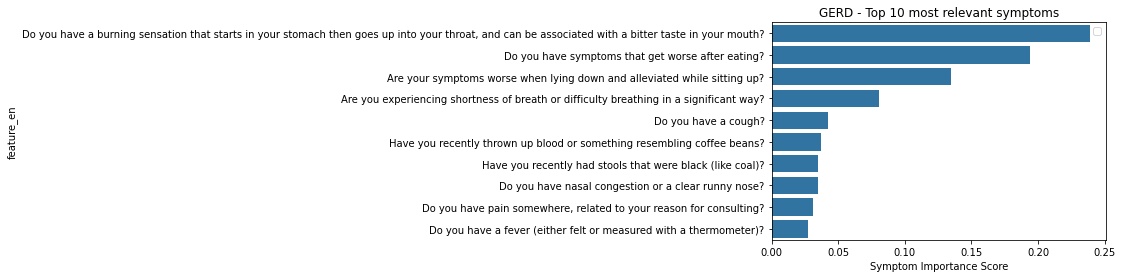 GERD - Top 10 most relevant symptoms
Do you have a burning sensation that starts in your stomach then goes up into your throat, and can be associated with a bitter taste in your mouth?
Do you have symptoms that get worse after eating?
Are your symptoms worse when lying down and alleviated while sitting up?
Are you experiencing shortness of breath or difficulty breathing in a significant way?
Do you have a cough?
Have you recently thrown up blood or something resembling coffee beans?
Have you recently had stools that were black (like coal)?
Do you have nasal congestion or a clear runny nose?
Do you have pain somewhere, related to your reason for consulting?
Do you have a fever (either felt or measured with a thermometer)?
feature_en
0.00 0.05 0.10 0.15 0.20 0.25
Symptom Importance Score